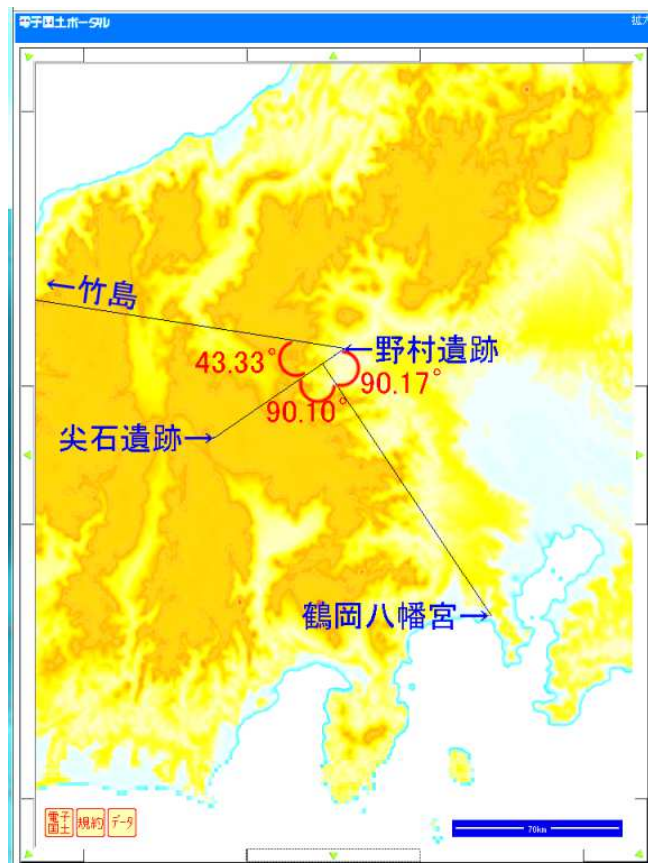 電子国土ポータル
拡大
←竹島
←野村遺跡
43.33°
90.17°
90.10°
尖石遺跡→
鶴岡八幡宮→
電子国土
規約
データ
70km